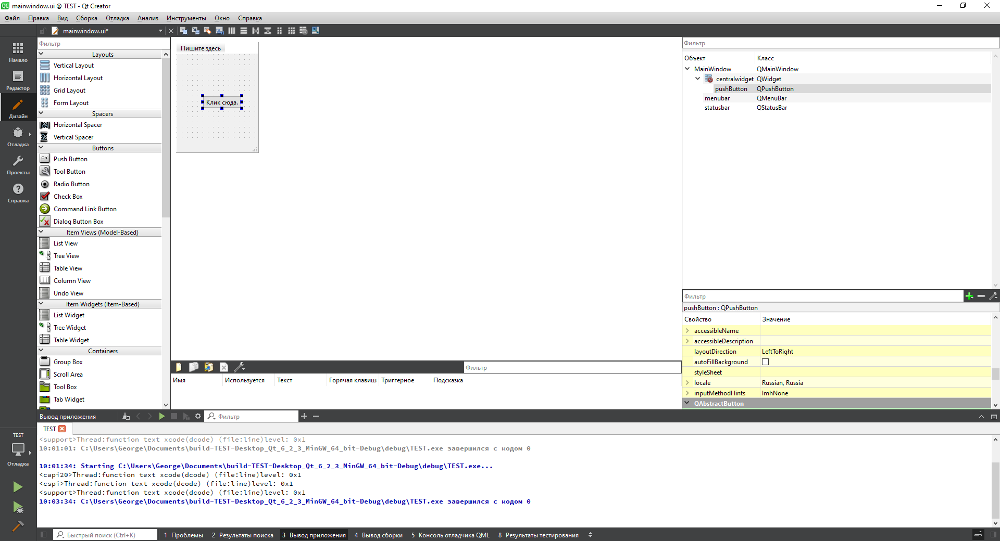 mainwindow.ui @ TEST - Qt Creator
Файл Правка Вид Сборка Отладка Анализ Инструменты Окно Справка
mainwindow.ui*
Начало
Редактор
Дизайн
Отладка
Проекты
Справка
Фильтр
Layouts
Vertical Layout
Horizontal Layout
Grid Layout
Form Layout
Spacers
Horizontal Spacer
Vertical Spacer
Buttons
Push Button
Tool Button
Radio Button
Check Box
Command Link Button
Dialog Button Box
Item Views (Model-Based)
List View
Tree View
Table View
Column View
Undo View
Item Widgets (Item-Based)
List Widget
Tree Widget
Table Widget
Containers
Group Box
Scroll Area
Tool Box
Tab Widget
Пишите здесь
Клик сюда.
Фильтр
Имя Используется Текст Горячая клавиш Триггерное Подсказка
Фильтр
Объект Класс
MainWindow QMainWindow
centralwidget QWidget
pushButton QPushButton
menubar QMenuBar
statusbar QStatusBar
Фильтр
pushButton : QPushButton
Свойство Значение
accessibleName
accessibleDescription
layoutDirection LeftToRight
autoFillBackground
styleSheet
locale Russian, Russia
inputMethodHints ImhNone
QAbstractButton
Вывод приложения Фильтр
TEST
<support>Thread:function text xcode(dcode) (file:line)level: 0x1
10:01:01: C:\Users\George\Documents\build-TEST-Desktop_Qt_6_2_3_MinGW_64_bit-Debug\debug\TEST.exe завершился с кодом 0
10:01:34: Starting C:\Users\George\Documents\build-TEST-Desktop_Qt_6_2_3_MinGW_64_bit-Debug\debug\TEST.exe...
<capi20>Thread:function text xcode(dcode) (file:line)level: 0x1
<cspi>Thread:function text xcode(dcode) (file:line)level: 0x1
<support>Thread:function text xcode(dcode) (file:line)level: 0x1
10:03:34: C:\Users\George\Documents\build-TEST-Desktop_Qt_6_2_3_MinGW_64_bit-Debug\debug\TEST.exe завершился с кодом 0
TEST
Отладка
Быстрый поиск (Ctrl+K) 1 Проблемы 2 Результаты поиска 3 Вывод приложения 4 Вывод сборки 5 Консоль отладчика QML 8 Результаты тестирования